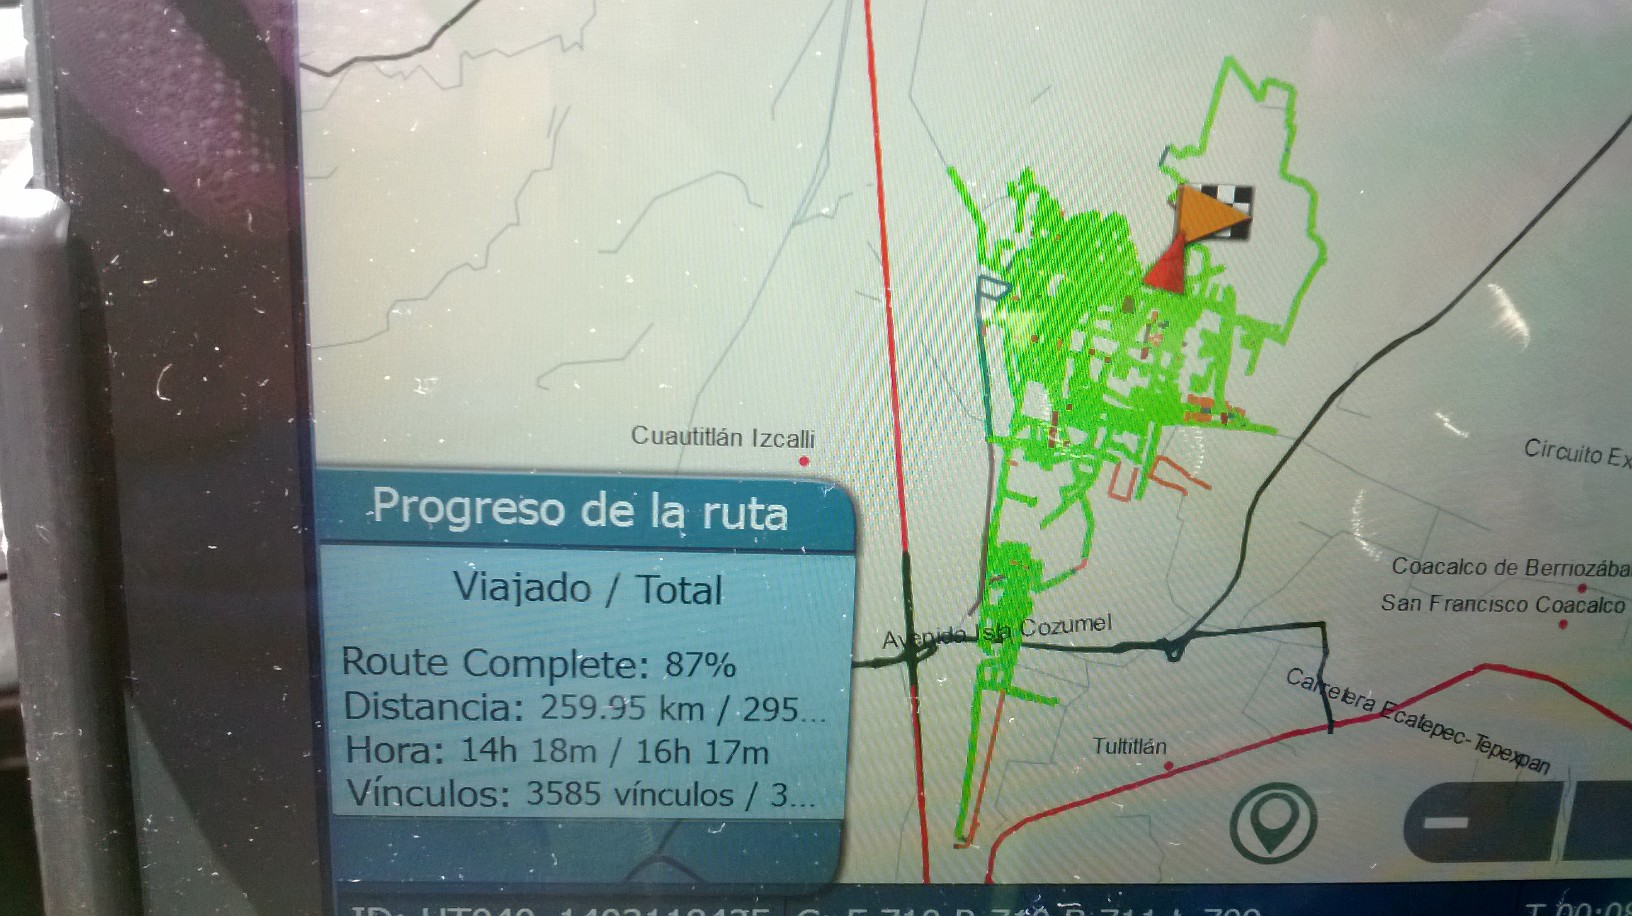 Cuautitlán Izcalli
Progreso de la ruta
Viajado / Total
Route Complete: 87%
Distancia: 259.95 km / 295...
Hora: 14h 18m / 16h 17m
Vínculos: 3585 vínculos / 3...
Avenida Isla Cozumel
Circuito Ex
Coacalco de Berriozába
San Francisco Coacalco
Carretera Ecatepec-Tepexpan
Tultitlán